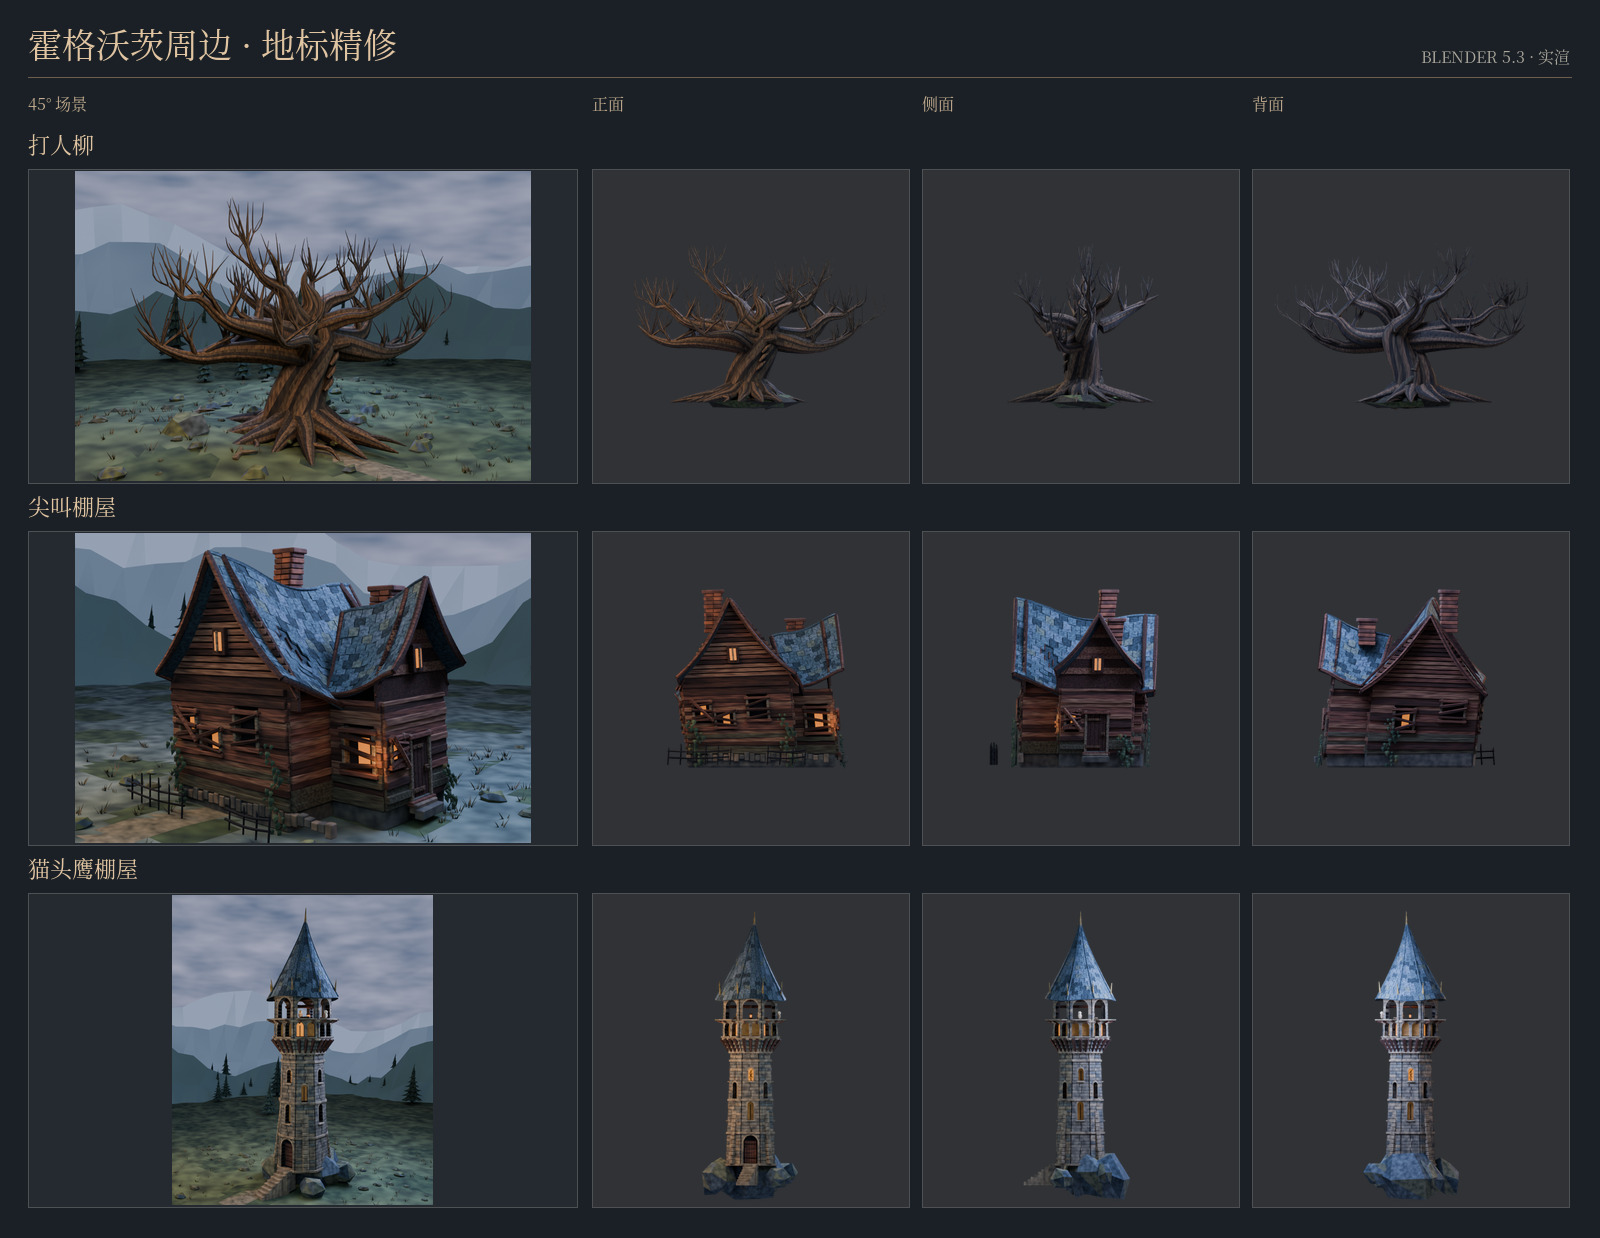 霍格沃茨周边 · 地标精修
BLENDER 5.3 · 实渲
45° 场景
正面
侧面
背面
打人柳
尖叫棚屋
猫头鹰棚屋